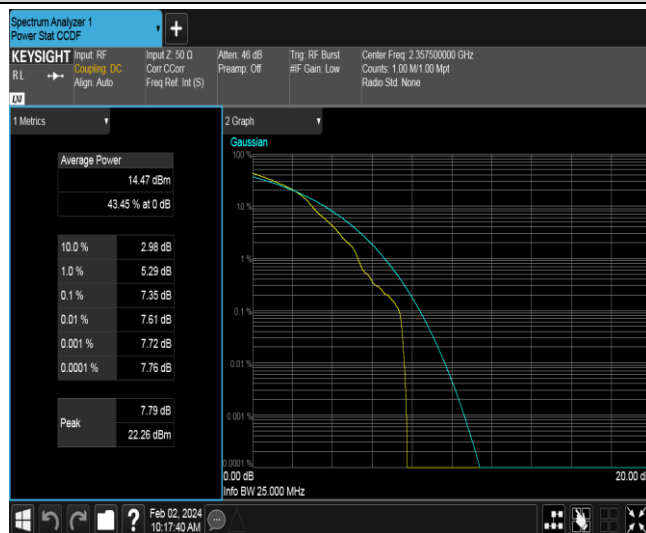 Spectrum Analyzer 1
Power Stat CCDF
+
KEYSIGHT
RL
LXI
Input: RF
Coupling: DC
Align: Auto
Input Z: 50 Ω
Corr CCorr
Freq Ref: Int (S)
Atten: 46 dB
Preamp: Off
Trig: RF Burst
#IF Gain: Low
Center Freq: 2.357500000 GHz
Counts: 1.00 M/1.00 Mpt
Radio Std: None
1 Metrics
Average Power
14.47 dBm
43.45 % at 0 dB
10.0 % 2.98 dB
1.0 % 5.29 dB
0.1 % 7.35 dB
0.01 % 7.61 dB
0.001 % 7.72 dB
0.0001 % 7.76 dB
Peak
7.79 dB
22.26 dBm
2 Graph
Gaussian
100 %
10 %
1 %
0.1 %
0.01 %
0.001 %
0.0001 %
0.00 dB
20.00 d
Info BW 25.000 MHz
?
Feb 02, 2024
10:17:40 AM